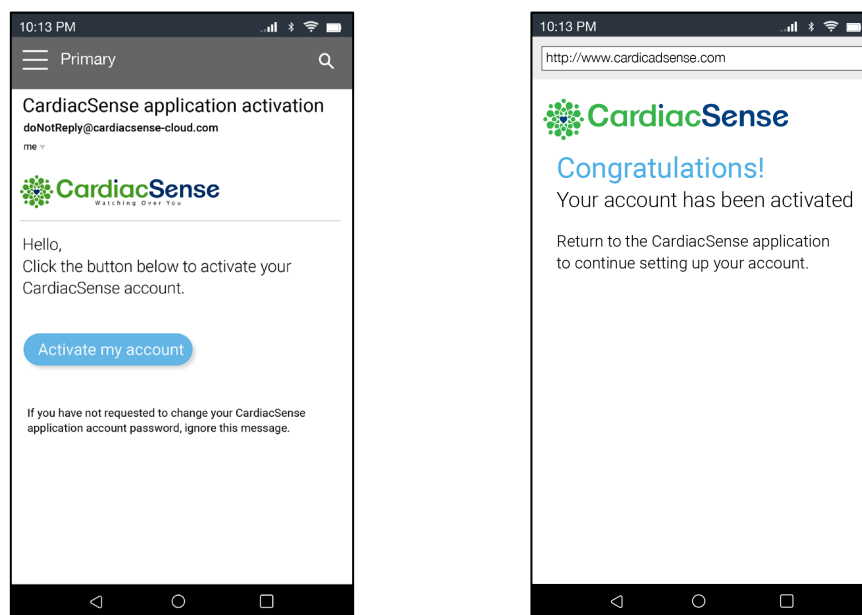 10:13 PM
Primary
CardiacSense application activation
doNotReply@cardiacsense-cloud.com
me
CardiacSense
Watching Over You
Hello,
Click the button below to activate your
CardiacSense account.
Activate my account
If you have not requested to change your CardiacSense
application account password, ignore this message.
10:13 PM
http://www.cardicadsense.com
CardiacSense
Congratulations!
Your account has been activated
Return to the CardiacSense application
to continue setting up your account.